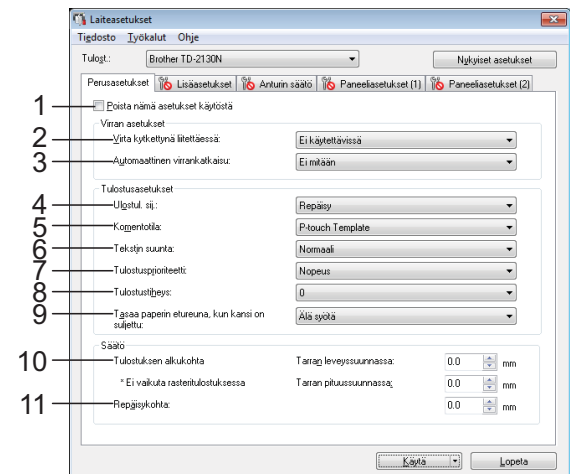 Laiteasetukset
Tiedosto Työkalut Ohje
Tulost.: Brother TD-2130N Nykyiset asetukset
Perusasetukset Lisäasetukset Anturin säätö Paneeliasetukset (1) Paneeliasetukset (2)
1 Poista nämä asetukset käytöstä
Virran asetukset
2 Virta kytkettynä liitettäessä: Ei käytettävissä
3 Automaattinen virrankatkaisu: Ei mitään
Tulostusasetukset
4 Ulostul. sij.: Repäisy
5 Komentotila: P-touch Template
6 Tekstin suunta: Normaali
7 Tulostusprioriteetti: Nopeus
8 Tulostustiheys: 0
9 Tasaa paperin etureuna, kun kansi on
suljettu: Älä syötä
Säätö
10 Tulostuksen alkukohta Tarran leveyssuunnassa: 0.0 mm
* Ei vaikuta rasteritulostuksessa Tarran pituussuunnassa: 0.0 mm
11 Repäisykohta: 0.0 mm
Käytä Lopeta